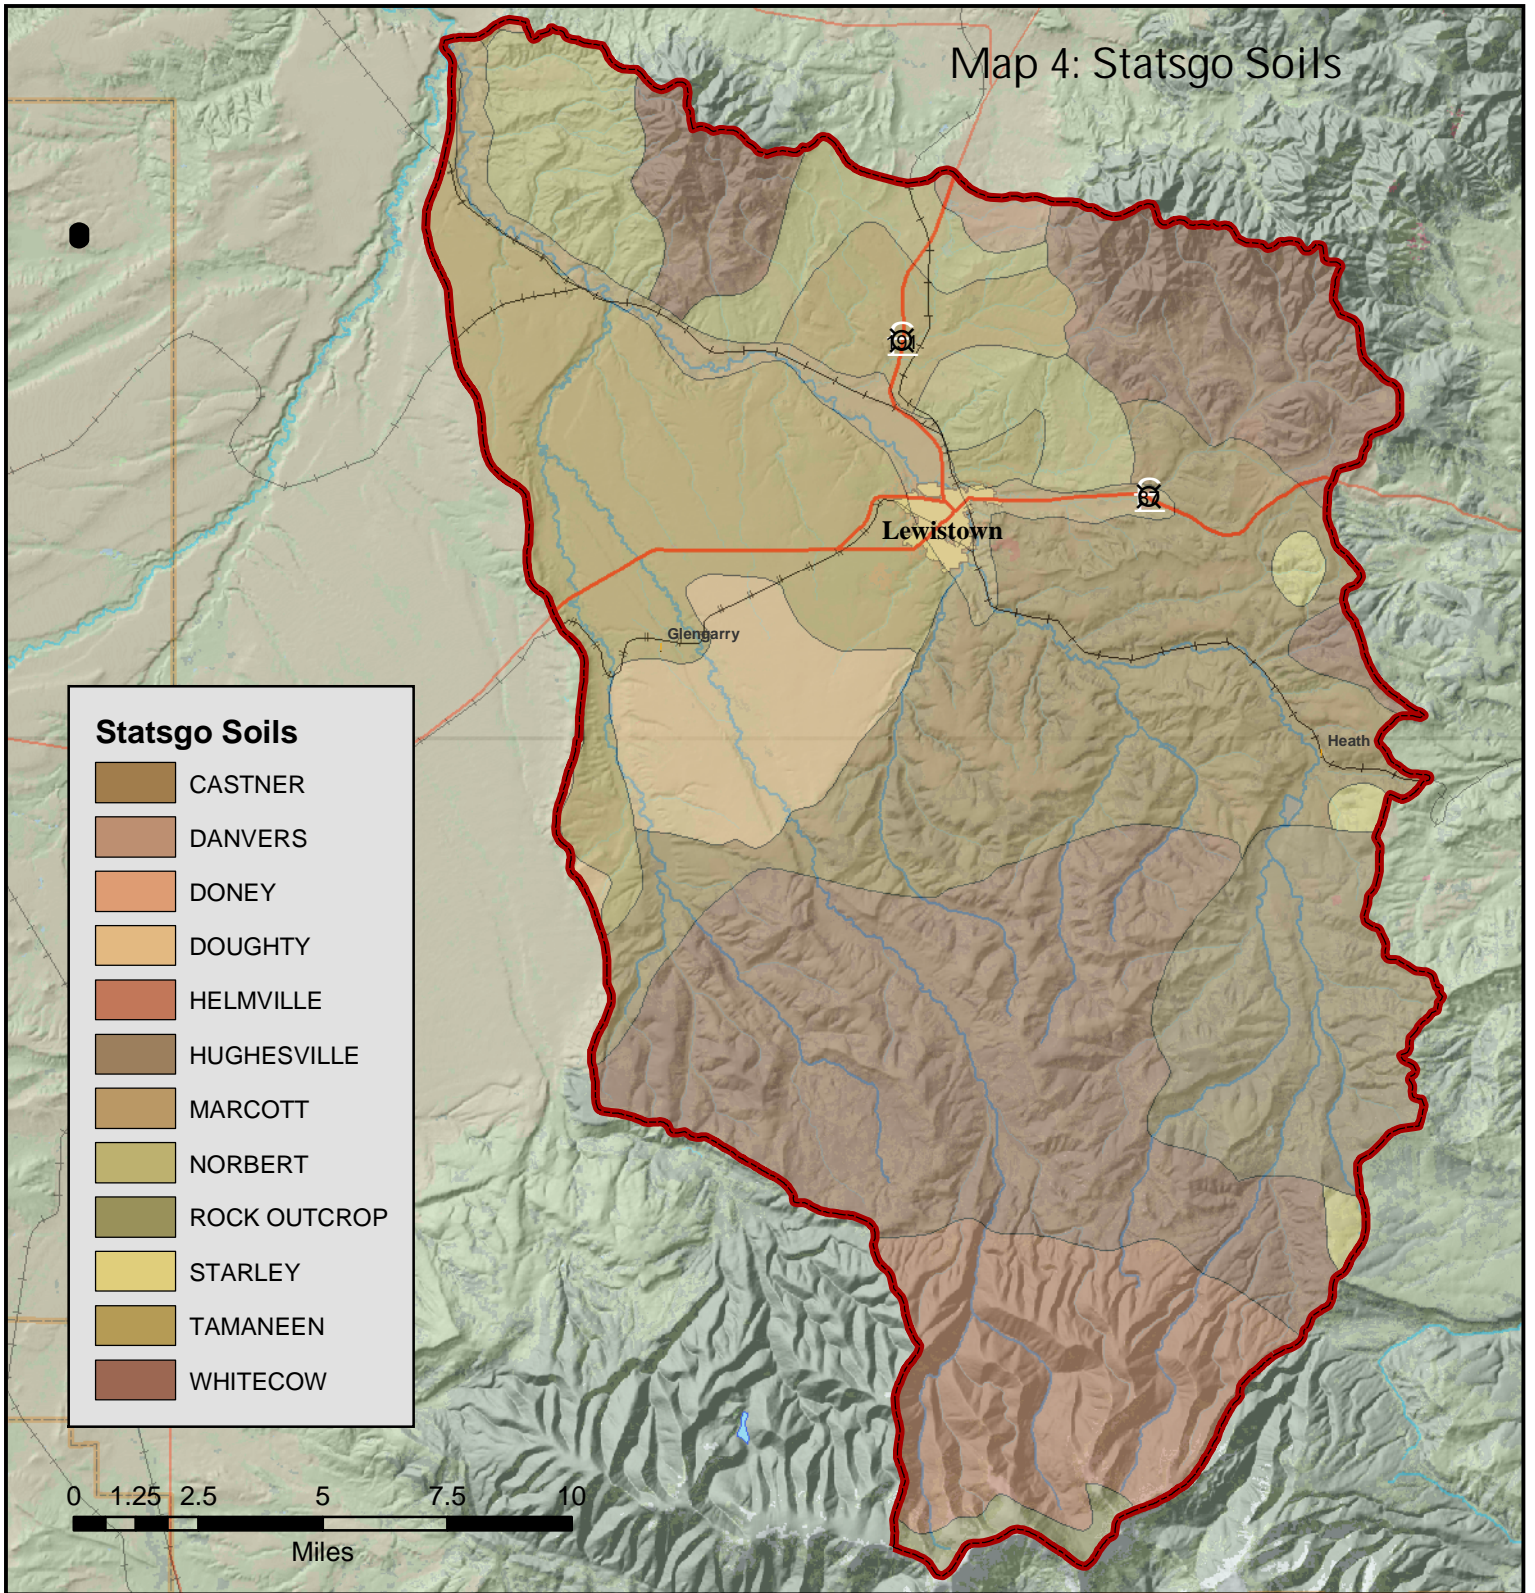 Map 4: Statsgo Soils
191
87
Lewistown
Glengarry
Heath
Statsgo Soils
CASTNER
DANVERS
DONEY
DOUGHTY
HELMVILLE
HUGHESVILLE
MARCOTT
NORBERT
ROCK OUTCROP
STARLEY
TAMANEEN
WHITECOW
0 1.25 2.5 5 7.5 10
Miles